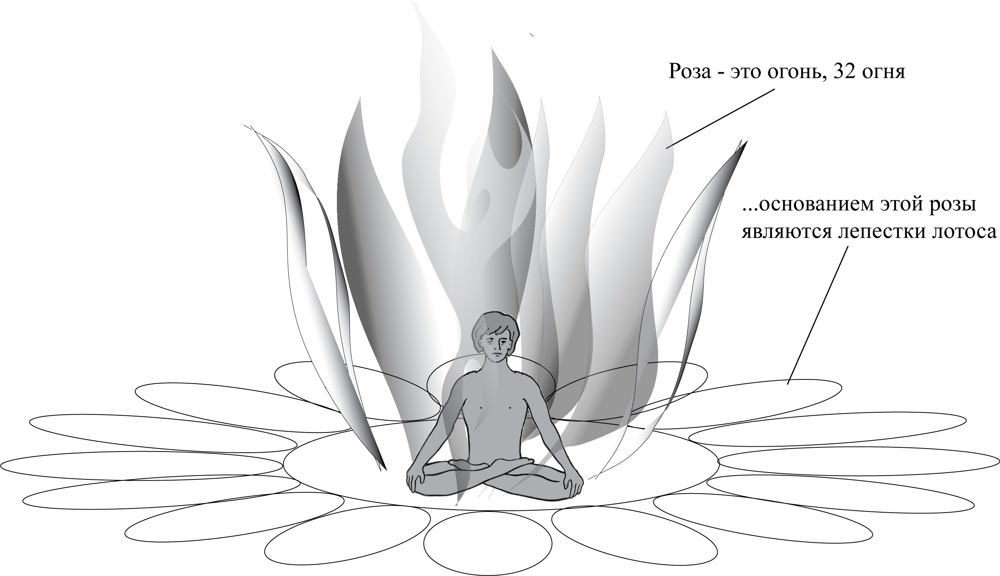 Роза - это огонь, 32 огня
...основанием этой розы
являются лепестки лотоса